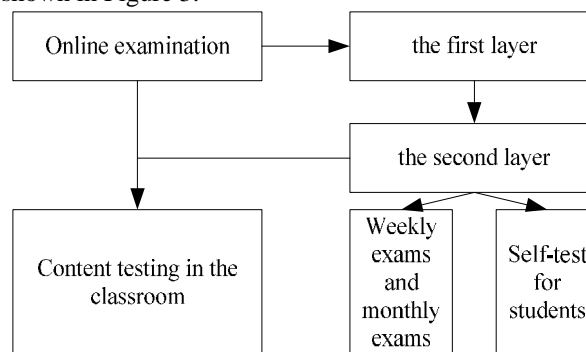 shown in Figure 3.
Online examination
the first layer
the second layer
Content testing in the
classroom
Weekly
exams
and
monthly
exams
Self-test
for
students